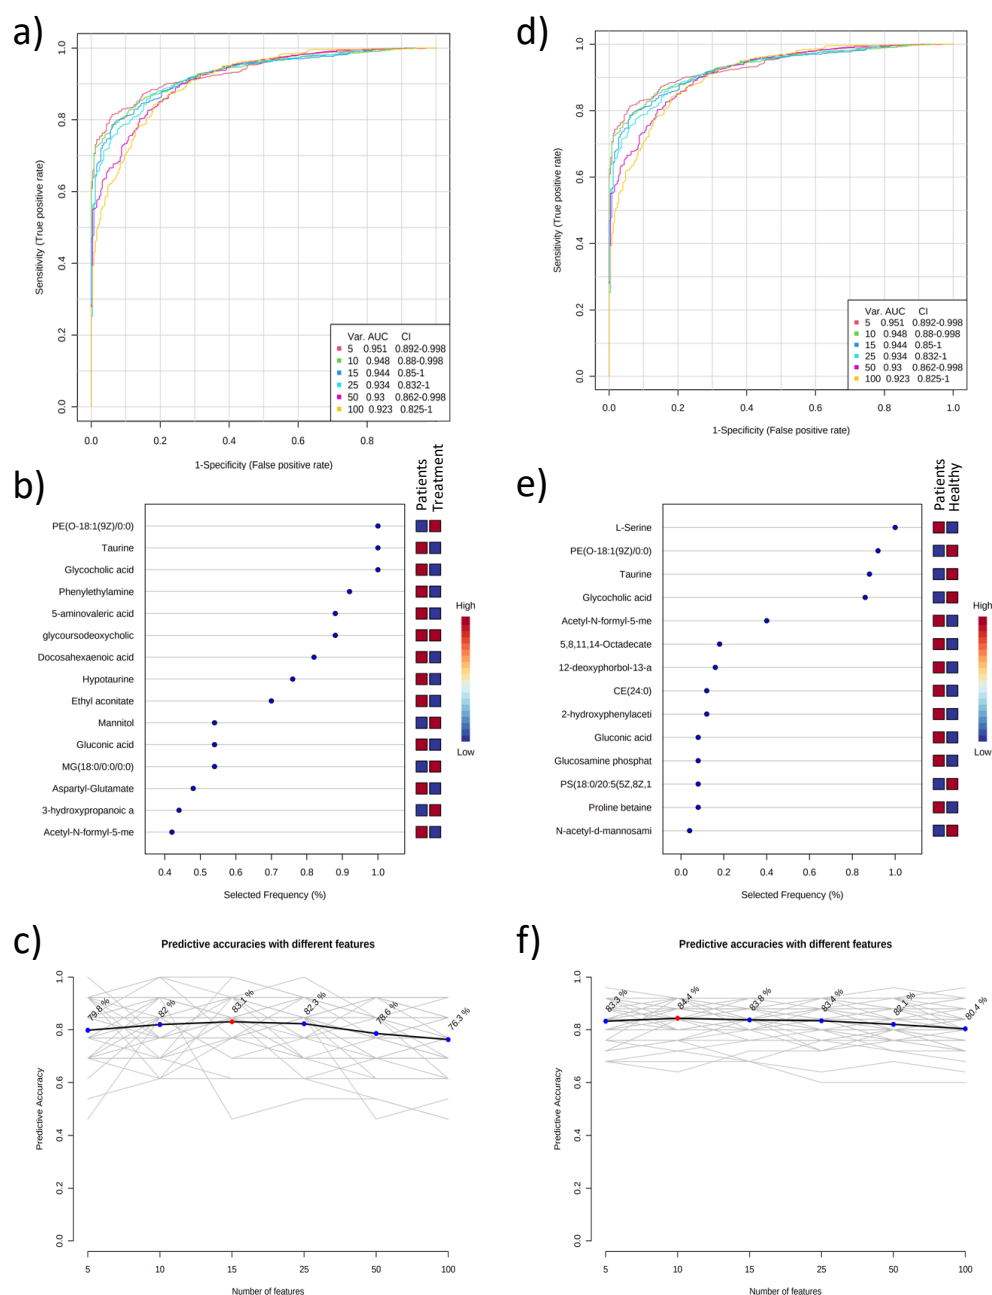 a)
1.0
0.8
0.6
0.4
0.2
0.0
Sensitivity (True positive rate)
Var. AUC CI
5 0.951 0.892-0.998
10 0.948 0.88-0.998
15 0.944 0.85-1
25 0.934 0.832-1
50 0.93 0.862-0.998
100 0.923 0.825-1
0.0 0.2 0.4 0.6 0.8
1-Specificity (False positive rate)
d)
1.0
0.8
0.6
0.4
0.2
0.0
Sensitivity (True positive rate)
Var. AUC CI
5 0.951 0.892-0.998
10 0.948 0.88-0.998
15 0.944 0.85-1
25 0.934 0.832-1
50 0.93 0.862-0.998
100 0.923 0.825-1
0.0 0.2 0.4 0.6 0.8 1.0
1-Specificity (False positive rate)
b)
Patients
Treatment
PE(O-18:1(9Z)/0:0)
Taurine
Glycocholic acid
Phenylethylamine
5-aminovaleric acid
glycoursodeoxycholic
Docosahexaenoic acid
Hypotaurine
Ethyl aconitate
Mannitol
Gluconic acid
MG(18:0/0:0/0:0)
Aspartyl-Glutamate
3-hydroxypropanoic a
Acetyl-N-formyl-5-me
High
Low
0.4 0.5 0.6 0.7 0.8 0.9 1.0
Selected Frequency (%)
e)
Patients
Healthy
L-Serine
PE(O-18:1(9Z)/0:0)
Taurine
Glycocholic acid
Acetyl-N-formyl-5-me
5,8,11,14-Octadecate
12-deoxyphorbol-13-a
CE(24:0)
2-hydroxyphenylaceti
Gluconic acid
Glucosamine phosphat
PS(18:0/20:5(5Z,8Z,1
Proline betaine
N-acetyl-d-mannosami
High
Low
0.0 0.2 0.4 0.6 0.8 1.0
Selected Frequency (%)
c)
Predictive accuracies with different features
1.0
0.8
0.6
0.4
0.2
0.0
Predictive Accuracy
79.8 %
82 %
83.1 %
82.3 %
78.6 %
76.3 %
5 10 15 25 50 100
Number of features
f)
Predictive accuracies with different features
1.0
0.8
0.6
0.4
0.2
0.0
Predictive Accuracy
83.3 %
84.4 %
83.8 %
83.4 %
82.1 %
80.4 %
5 10 15 25 50 100
Number of features